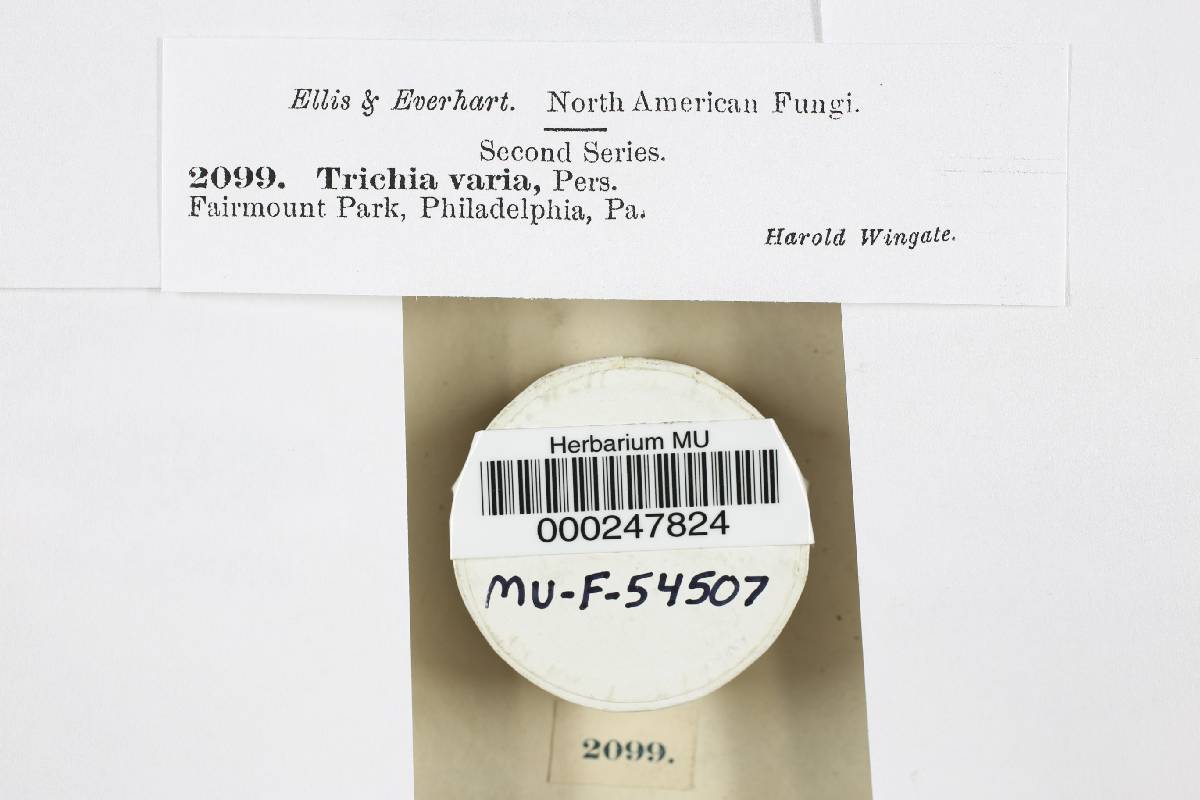 Ellis & Everhart. North American Fungi.
Second Series.
2099. Trichia varia, Pers.
Fairmount Park, Philadelphia, Pa.
Harold Wingate.
Herbarium MU
000247824
MU-F-54507
2099.